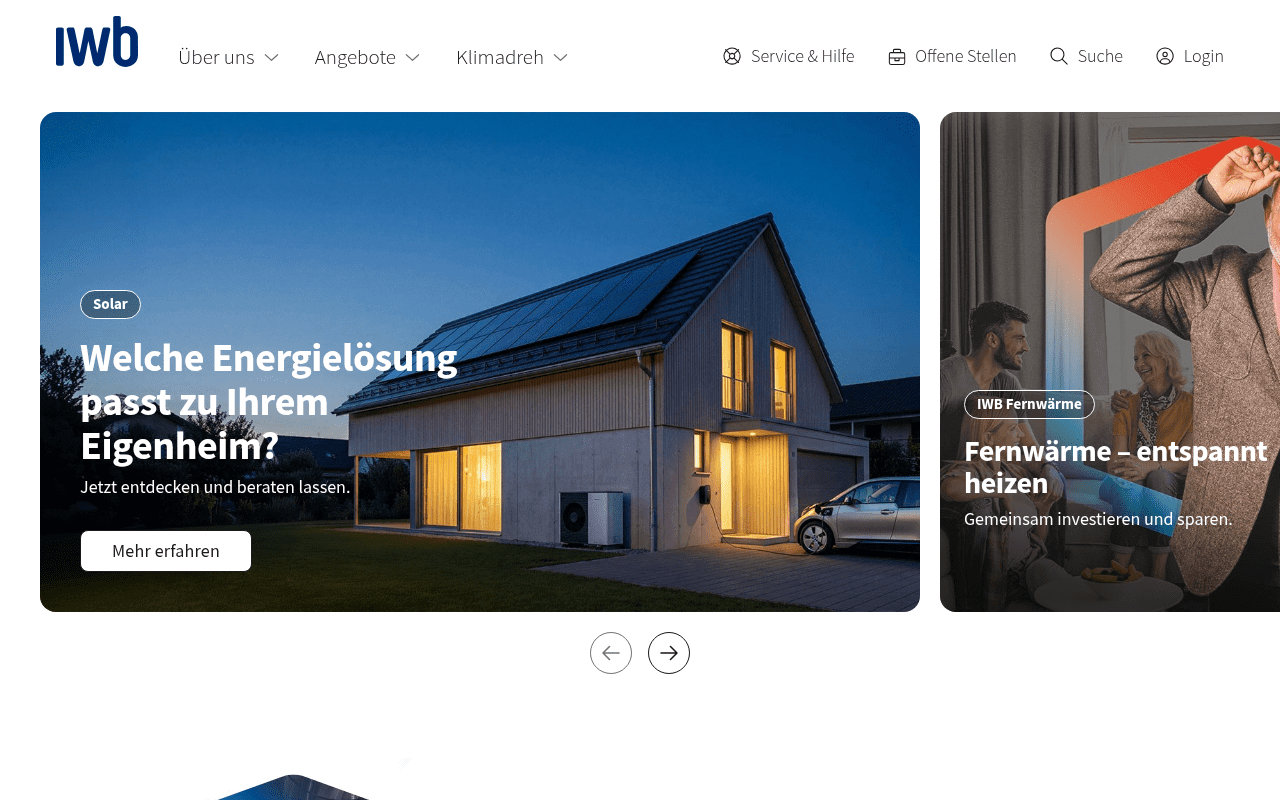 IWB
Über uns
Angebote
Klimadreh
Service & Hilfe
Offene Stellen
Suche
Login
Solar
Welche Energielösung
passt zu Ihrem
Eigenheim?
Jetzt entdecken und beraten lassen.
Mehr erfahren
IWB Fernwärme
Fernwärme – entspannt
heizen
Gemeinsam investieren und sparen.